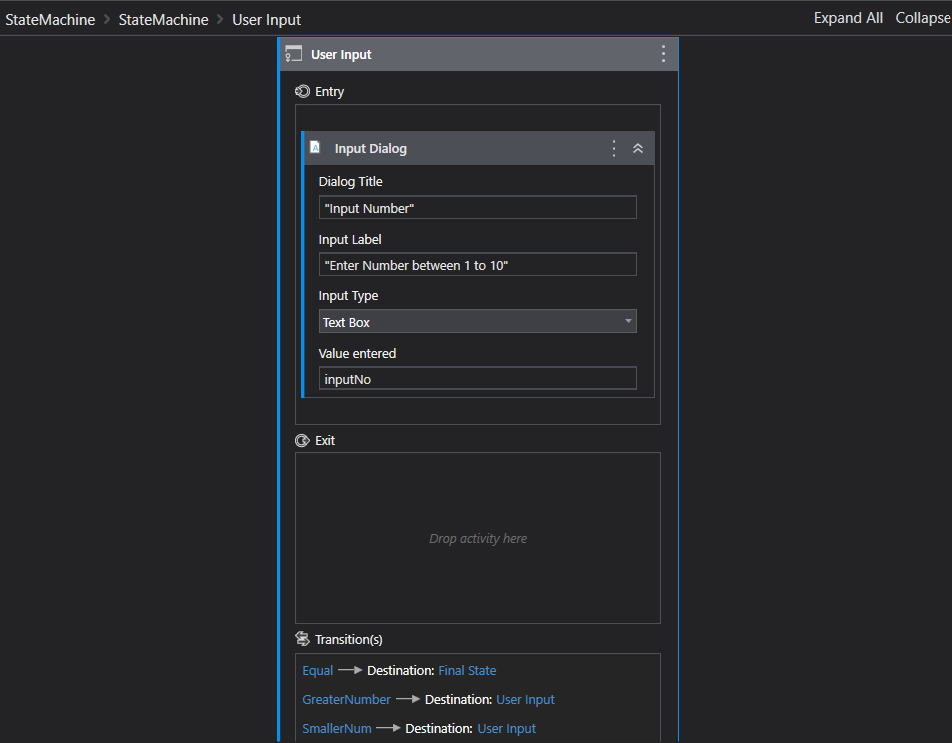 StateMachine > StateMachine > User Input
Expand All Collapse
User Input
Entry
Input Dialog
Dialog Title
"Input Number"
Input Label
"Enter Number between 1 to 10"
Input Type
Text Box
Value entered
inputNo
Exit
Drop activity here
Transition(s)
Equal Destination: Final State
GreaterNumber Destination: User Input
SmallerNum Destination: User Input